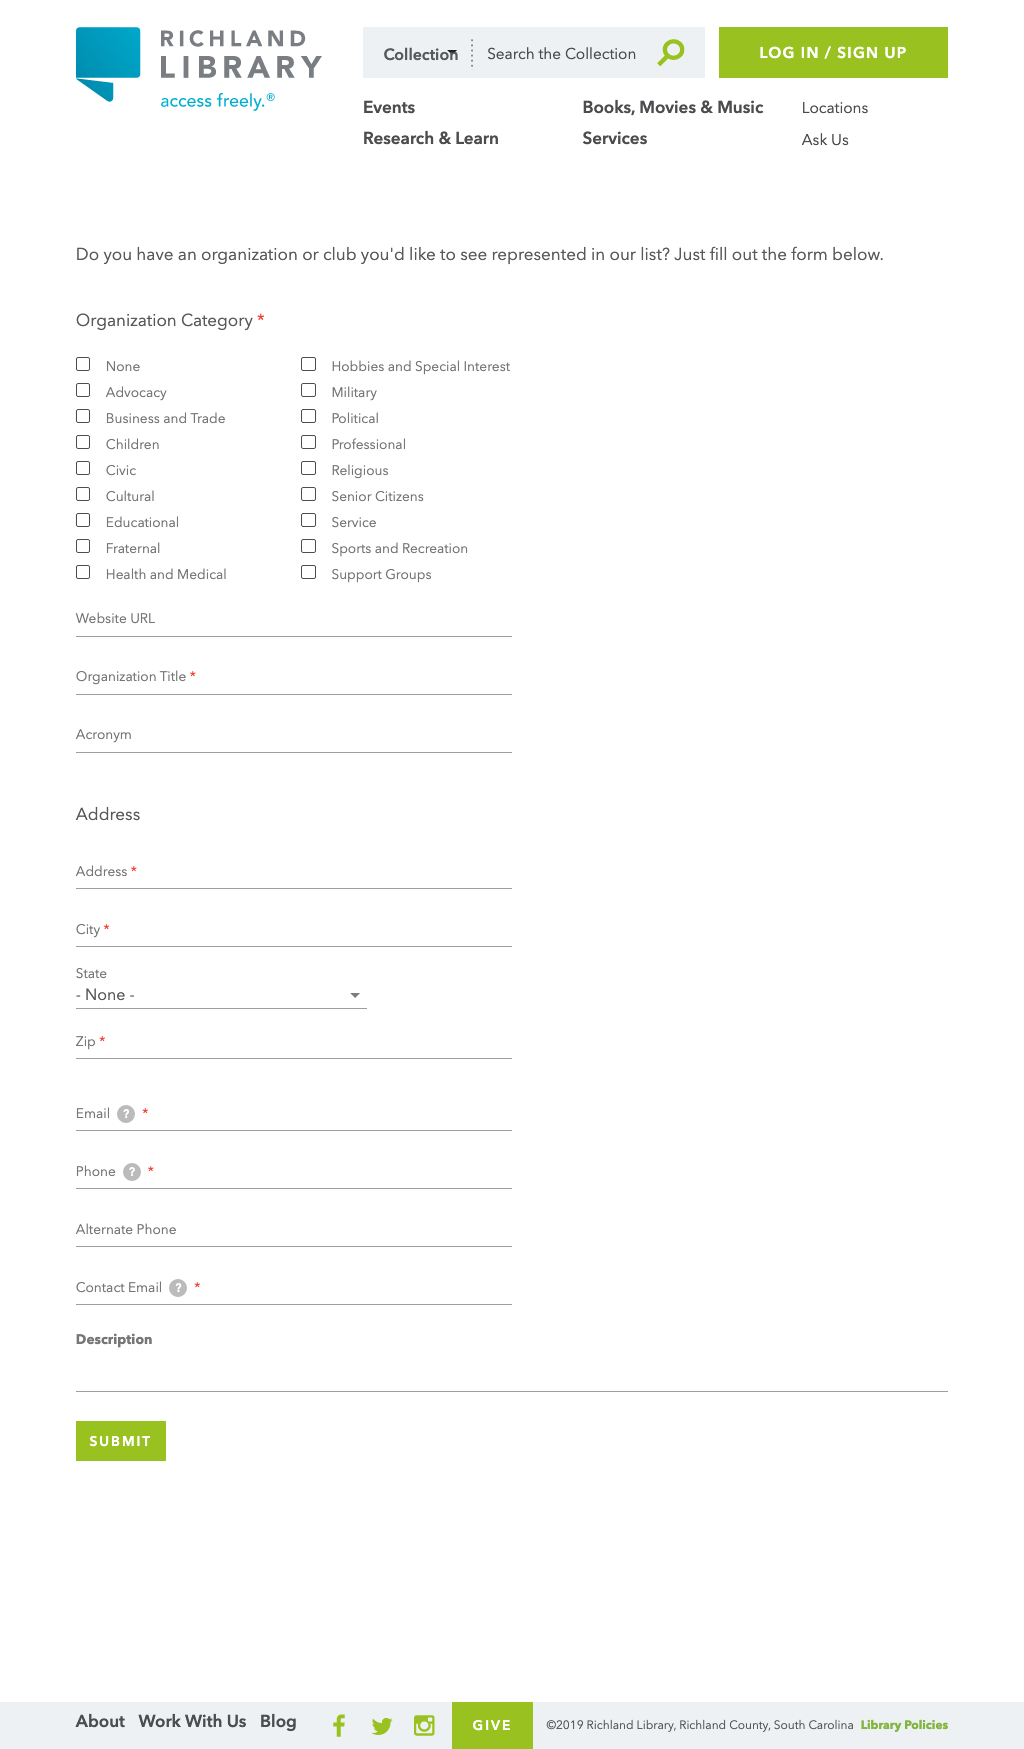 RICHLAND
LIBRARY
access freely.®
Collection
Search the Collection
LOG IN / SIGN UP
Events
Books, Movies & Music
Locations
Research & Learn
Services
Ask Us
Do you have an organization or club you'd like to see represented in our list? Just fill out the form below.
Organization Category *
None
Advocacy
Business and Trade
Children
Civic
Cultural
Educational
Fraternal
Health and Medical
Hobbies and Special Interest
Military
Political
Professional
Religious
Senior Citizens
Service
Sports and Recreation
Support Groups
Website URL
Organization Title *
Acronym
Address
Address *
City *
State
- None -
Zip *
Email ? *
Phone ? *
Alternate Phone
Contact Email ? *
Description
SUBMIT
About Work With Us Blog
GIVE
©2019 Richland Library, Richland County, South Carolina Library Policies